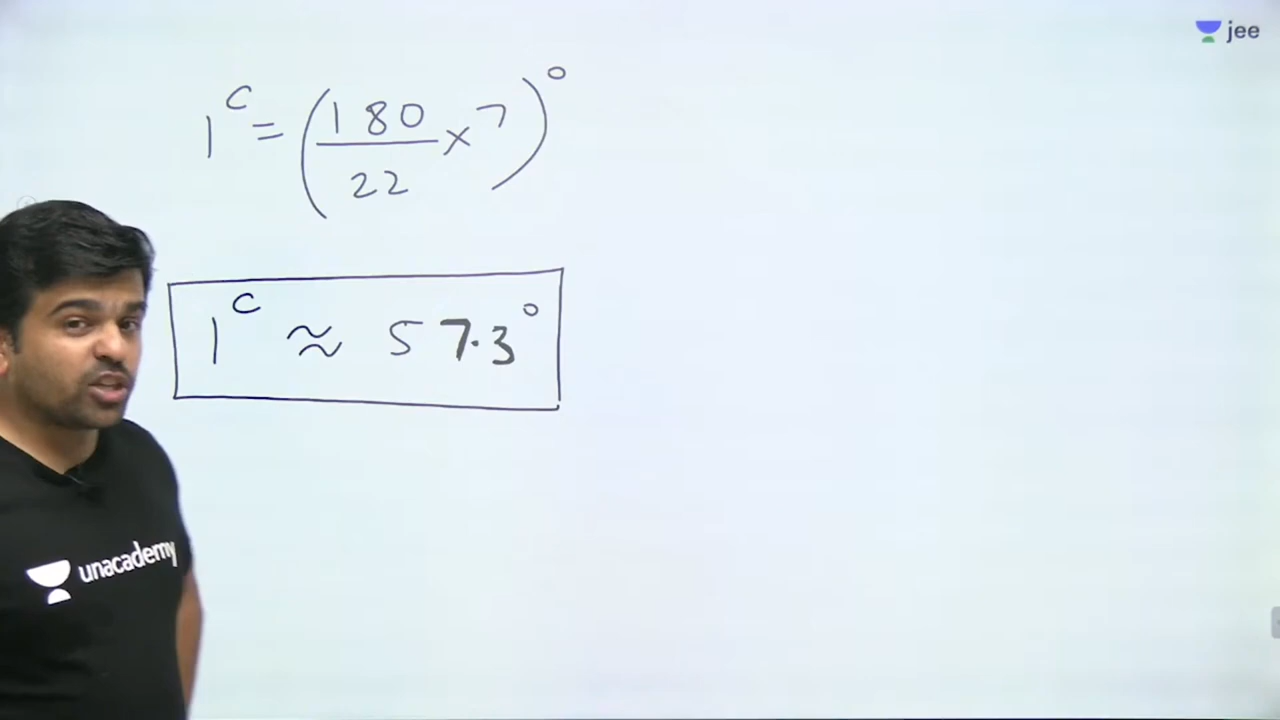 jee
1^c = (180/22 × 7)°
1^c ≈ 57.3°
unacademy